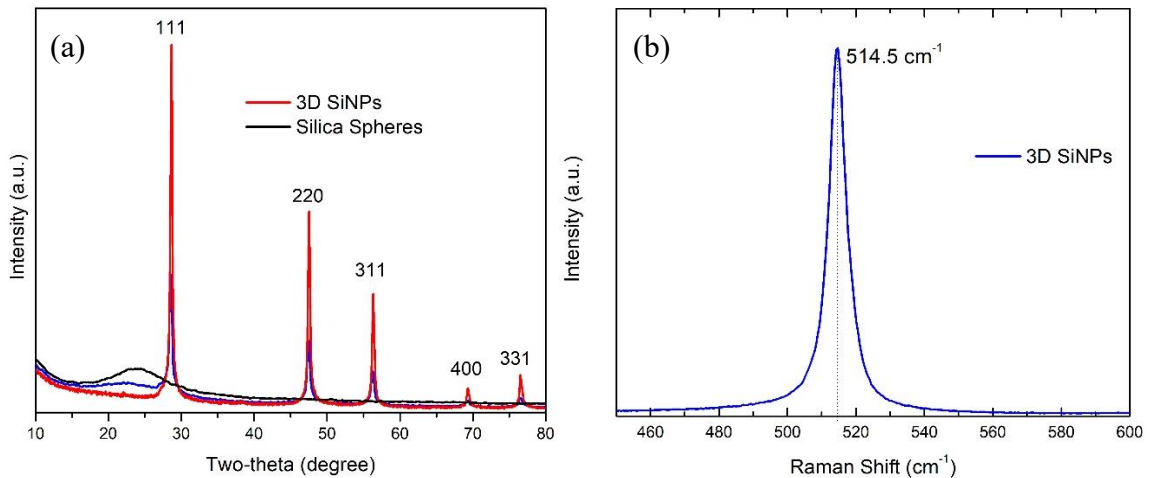 (a)
111
3D SiNPs
Silica Spheres
220
311
400
331
Intensity (a.u.)
10 20 30 40 50 60 70 80
Two-theta (degree)
(b)
514.5 cm⁻¹
3D SiNPs
Intensity (a.u.)
460 480 500 520 540 560 580 600
Raman Shift (cm⁻¹)